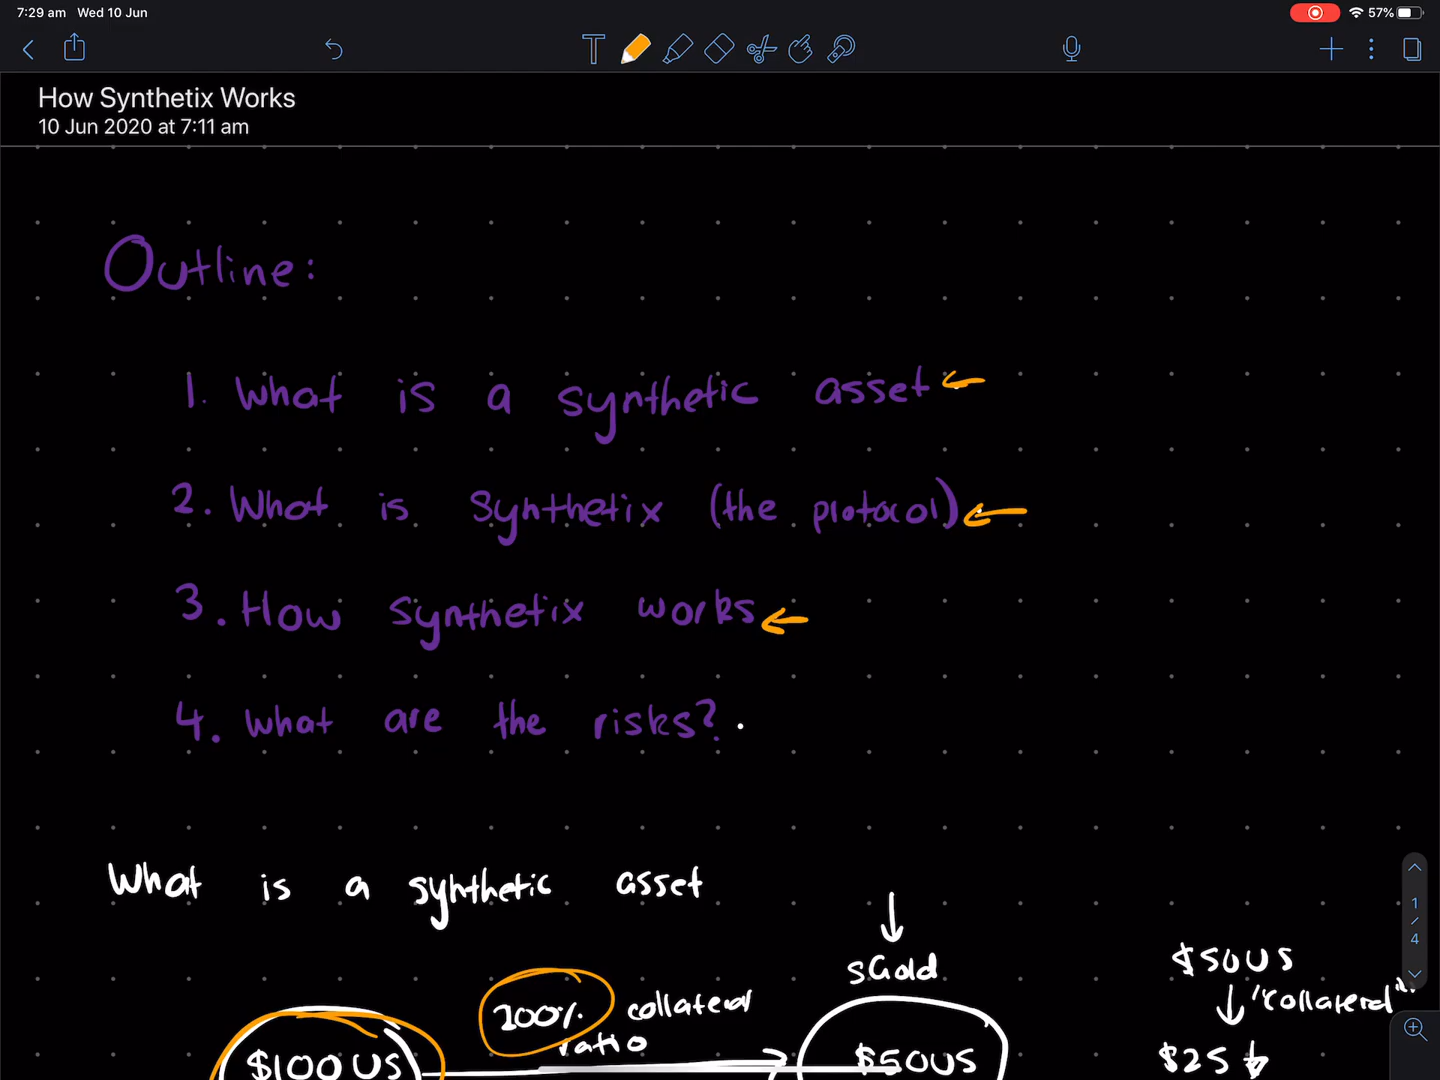 7:29 am Wed 10 Jun
57%
How Synthetix Works
10 Jun 2020 at 7:11 am
Outline:
1. What is a synthetic asset
2. What is Synthetix (the protocol)
3. How Synthetix works
4. What are the risks?
What is a synthetic asset
sGold
$50US
"collateral"
200% collateral
ratio
$100US
$50US
$25
1
/
4